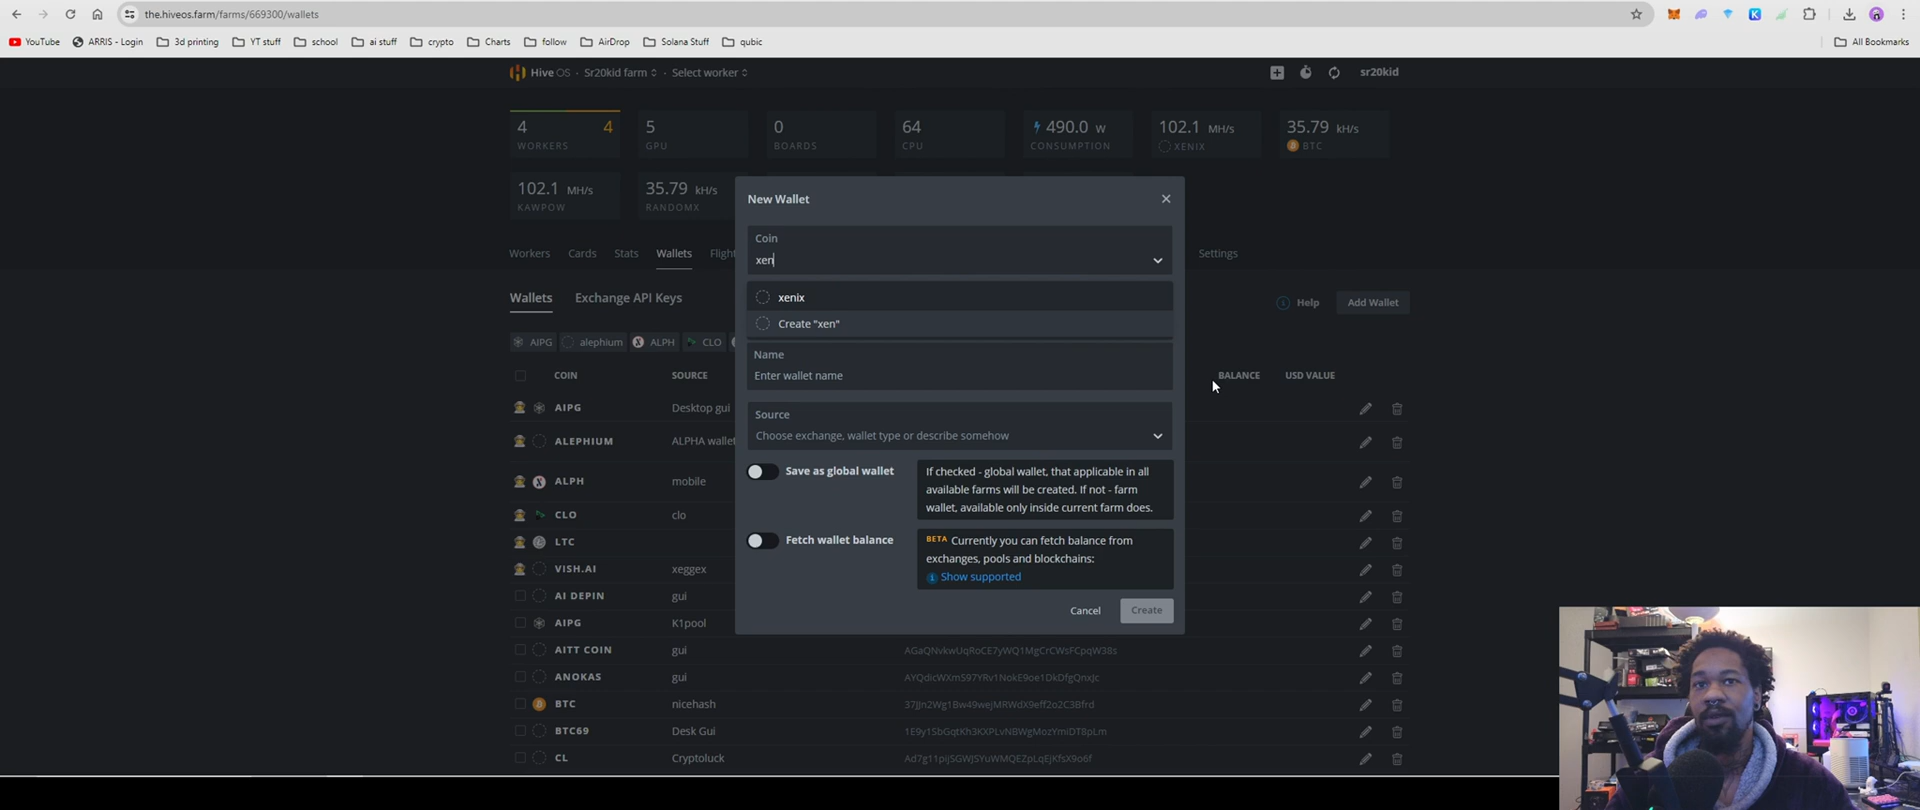 the.hiveos.farm/farms/669300/wallets
YouTube ARRIS - Login 3d printing YT stuff school ai stuff crypto Charts follow AirDrop Solana Stuff qubic All Bookmarks
Hive OS · Sr20kid farm · Select worker sr20kid
4 4 0 5 64 490.0 W 102.1 MH/s 35.79 kH/s
WORKERS GPU BOARDS CPU CONSUMPTION XENIX BTC
102.1 MH/s 35.79 kH/s
KAWPOW RANDOMX
New Wallet
Coin
xen
Workers Cards Stats Wallets Flight Settings
xenix
Create "xen"
Wallets Exchange API Keys Help Add Wallet
AIPG alephium ALPH CLO
Name
Enter wallet name
COIN SOURCE BALANCE USD VALUE
AIPG Desktop gui
Source
Choose exchange, wallet type or describe somehow
ALEPHIUM ALPHA wallet
Save as global wallet
If checked - global wallet, that applicable in all
available farms will be created. If not - farm
wallet, available only inside current farm does.
ALPH mobile
CLO clo
Fetch wallet balance
BETA Currently you can fetch balance from
exchanges, pools and blockchains:
Show supported
LTC
VISH.AI xeggex
AI DEPIN gui
Cancel Create
AIPG K1pool
AITT COIN gui AGaQNvkwUqRoCE7yWQ1MgCrCWsFCpqW38s
ANOKAS gui AYQdicWXmS97YRv1NokE9oe1DkDfgQnxJc
BTC nicehash 37JJn2Wg1Bw49wejMRWdX9eff2o2C3Bfrd
BTC69 Desk Gui 1E9y1SbGqtKh3KXPLvNBWgMozYmiDT8pLm
CL Cryptoluck Ad7g11pijSGWJSYuWMQEZpLqEjKfsX9o6f